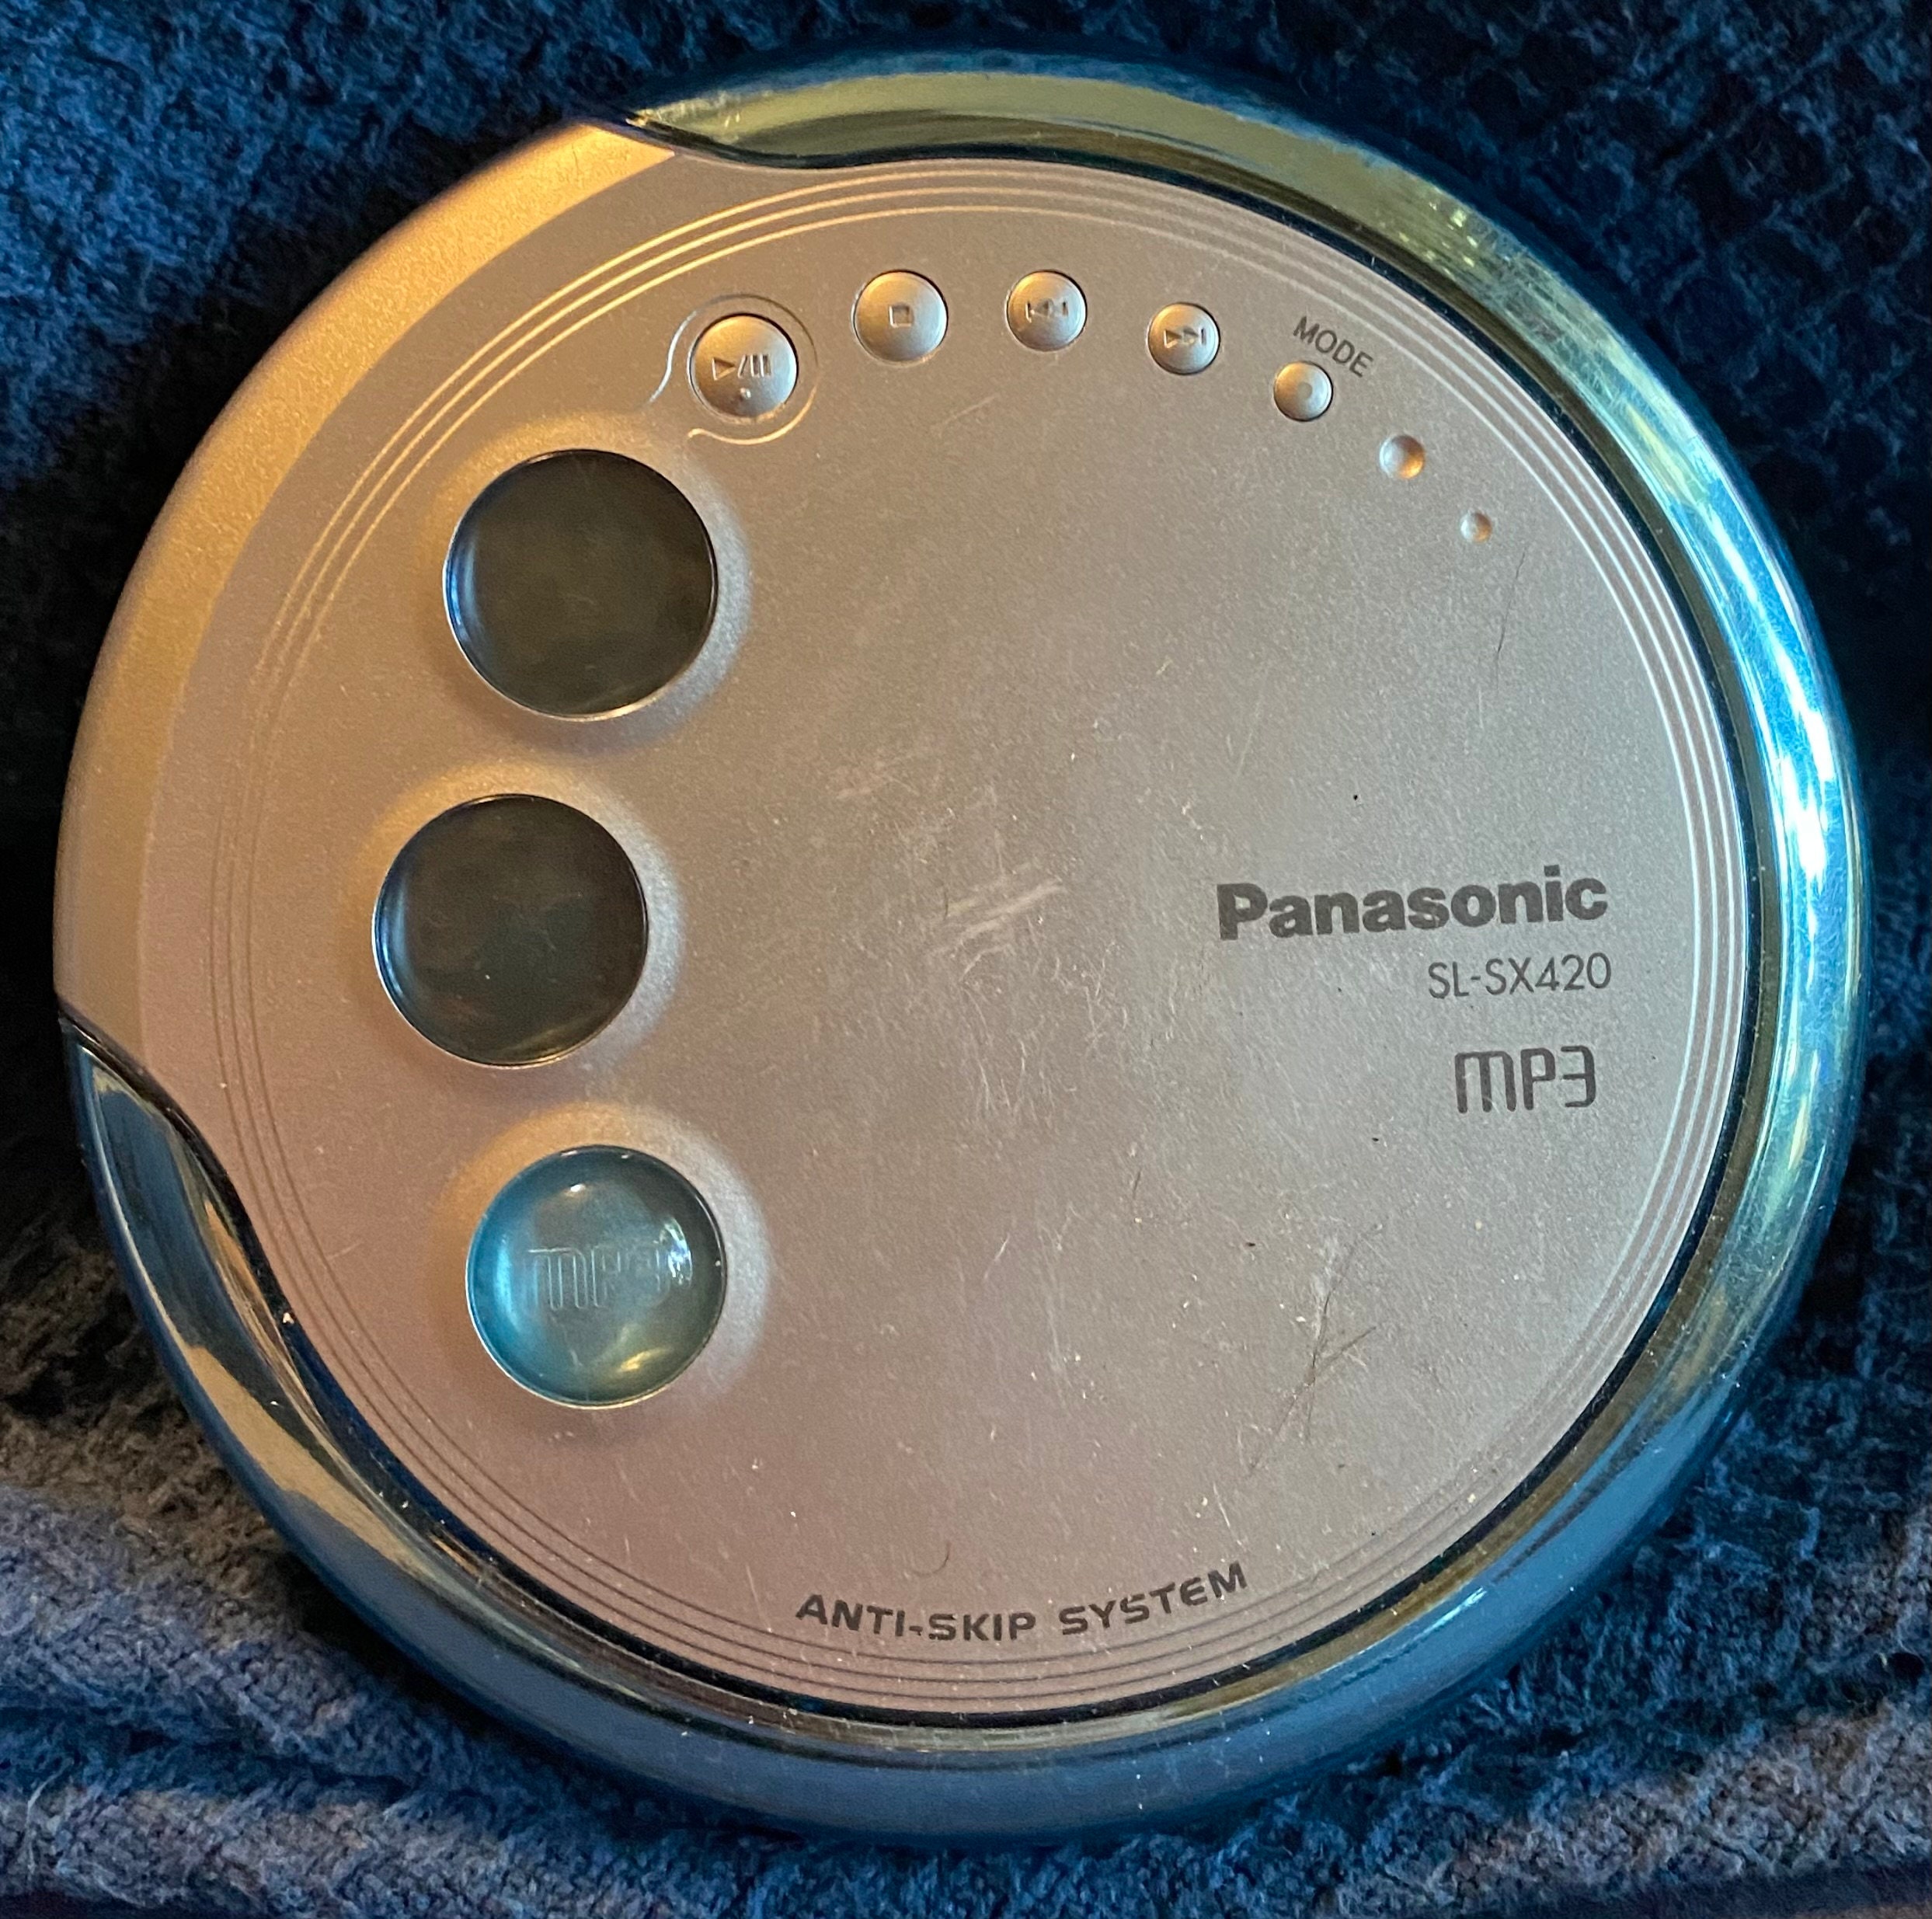 MODE
Panasonic
SL-SX420
MP3
MP3
ANTI-SKIP SYSTEM